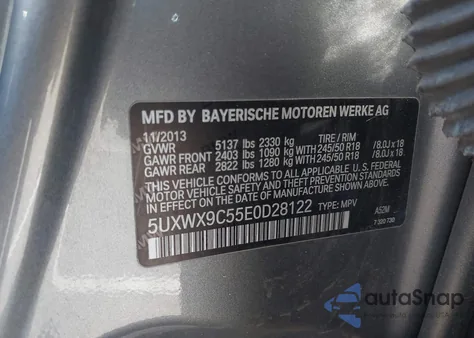 MFD BY BAYERISCHE MOTOREN WERKE AG
11/2013
GVWR 5137 lbs 2330 kg TIRE / RIM
GAWR FRONT 2403 lbs 1090 kg WITH 245/50 R18 / 8.0J x 18
GAWR REAR 2822 lbs 1280 kg WITH 245/50 R18 / 8.0J x 18
THIS VEHICLE CONFORMS TO ALL APPLICABLE U.S. FEDERAL
MOTOR VEHICLE SAFETY STANDARDS IN EFFECT ON THE
DATE OF MANUFACTURE SHOWN ABOVE.
5UXWX9C55E0D28122 TYPE: MPV A52M
autoSnap